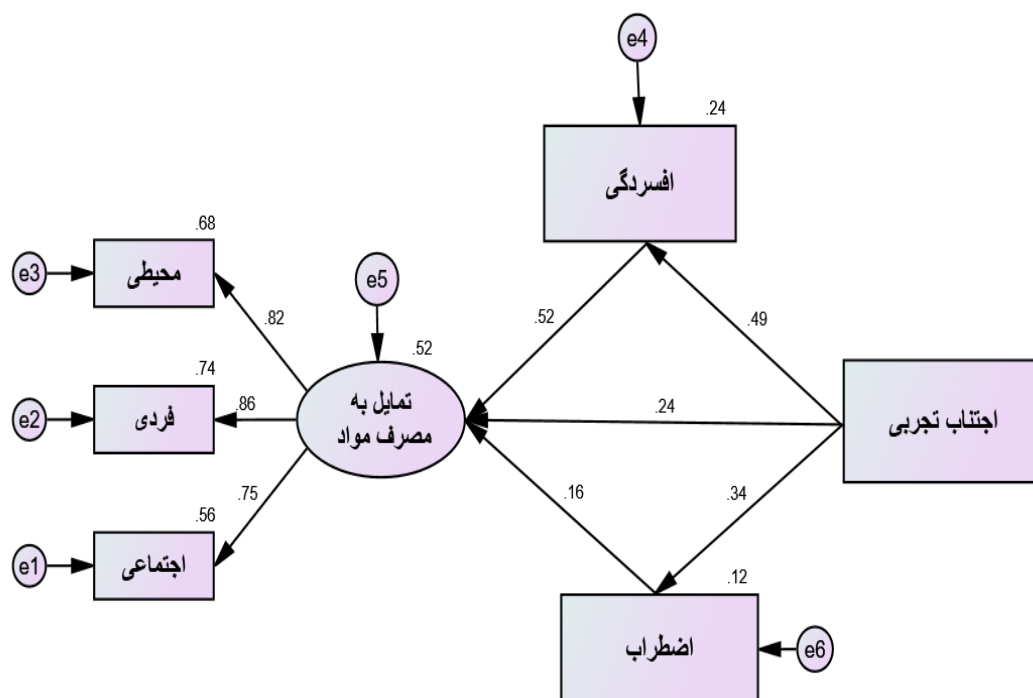 e4
.24
افسردگی
.68
e3
محیطی
e5
.82
.52
.52
.49
.74
e2
فردی
.86
تمایل به
مصرف مواد
.24
اجتناب تجربی
.75
.16
.34
.56
e1
اجتماعی
.12
اضطراب
e6